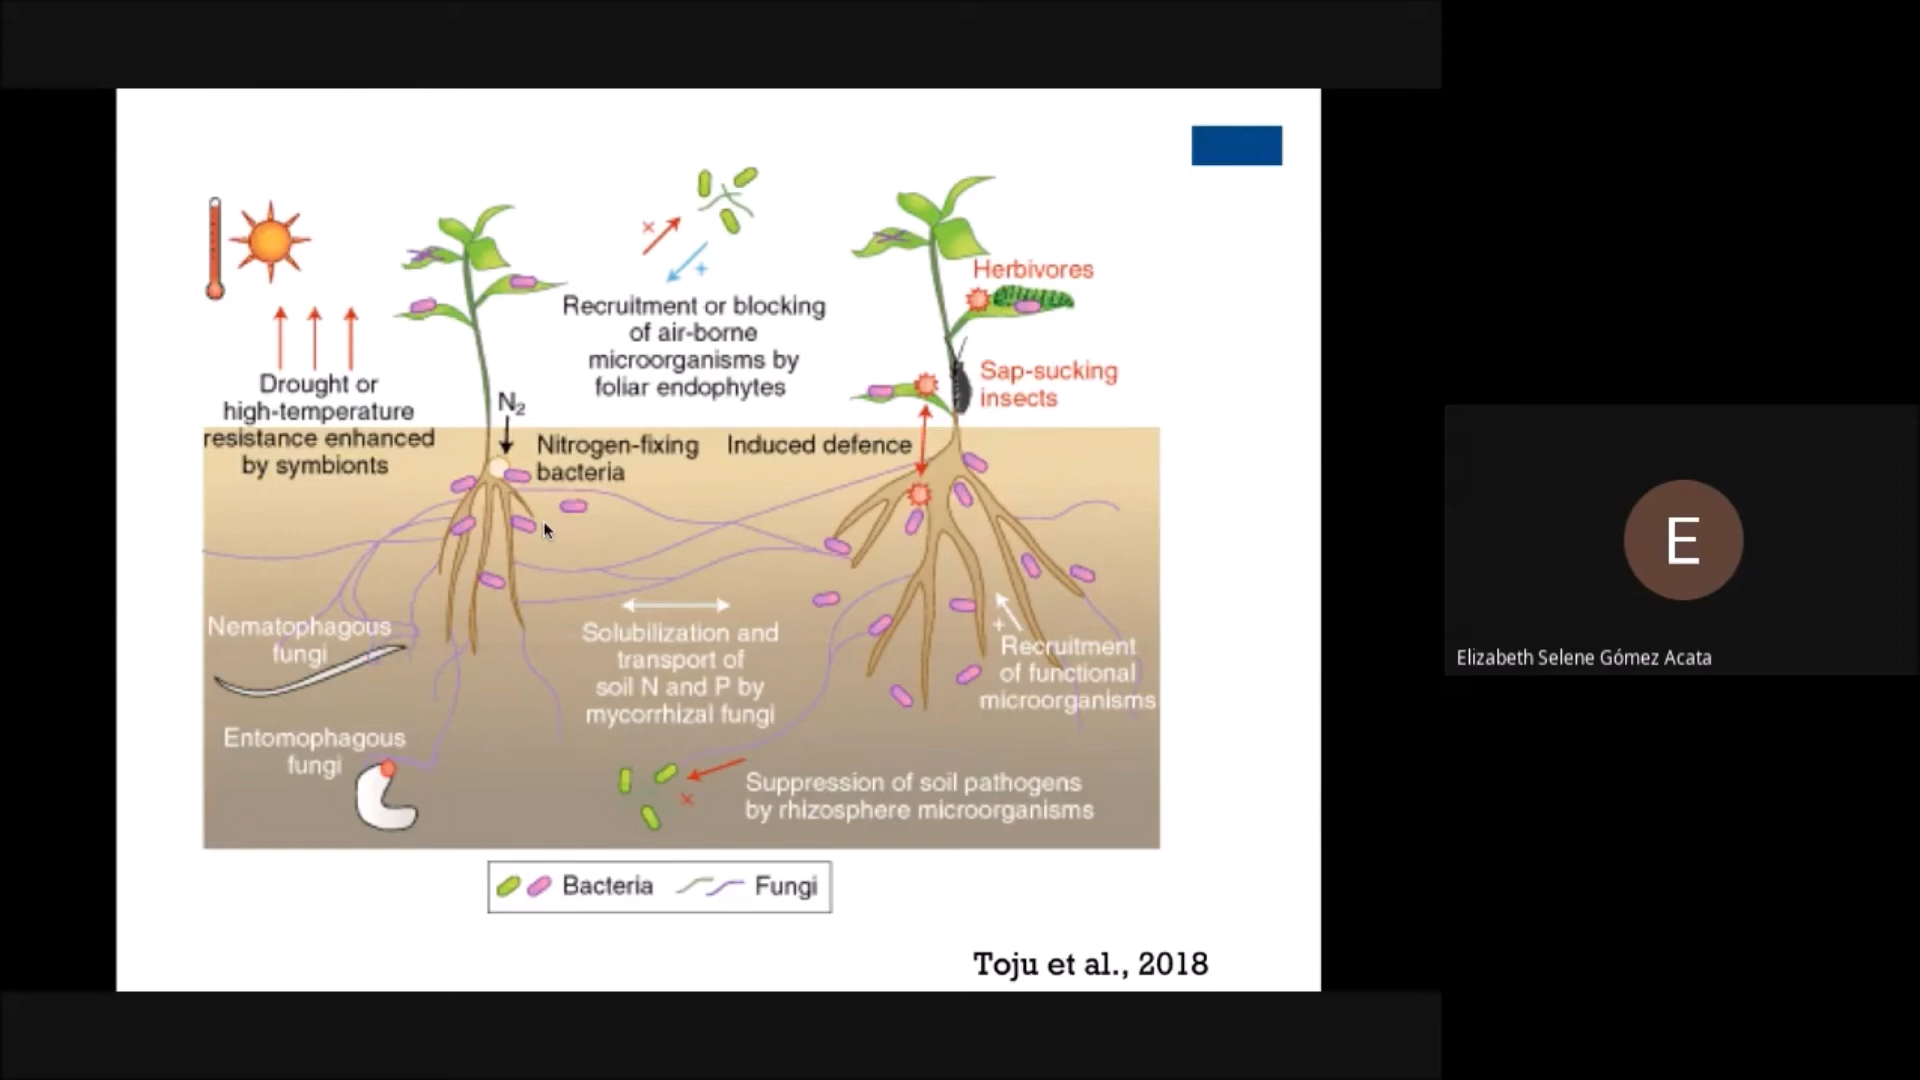 Herbivores
Recruitment or blocking
of air-borne
microorganisms by
foliar endophytes
Sap-sucking
insects
Drought or
high-temperature
resistance enhanced
by symbionts
N2
Nitrogen-fixing
bacteria
Induced defence
Nematophagous
fungi
Solubilization and
transport of
soil N and P by
mycorrhizal fungi
Recruitment
of functional
microorganisms
Entomophagous
fungi
Suppression of soil pathogens
by rhizosphere microorganisms
Bacteria
Fungi
Toju et al., 2018
E
Elizabeth Selene Gómez Acata